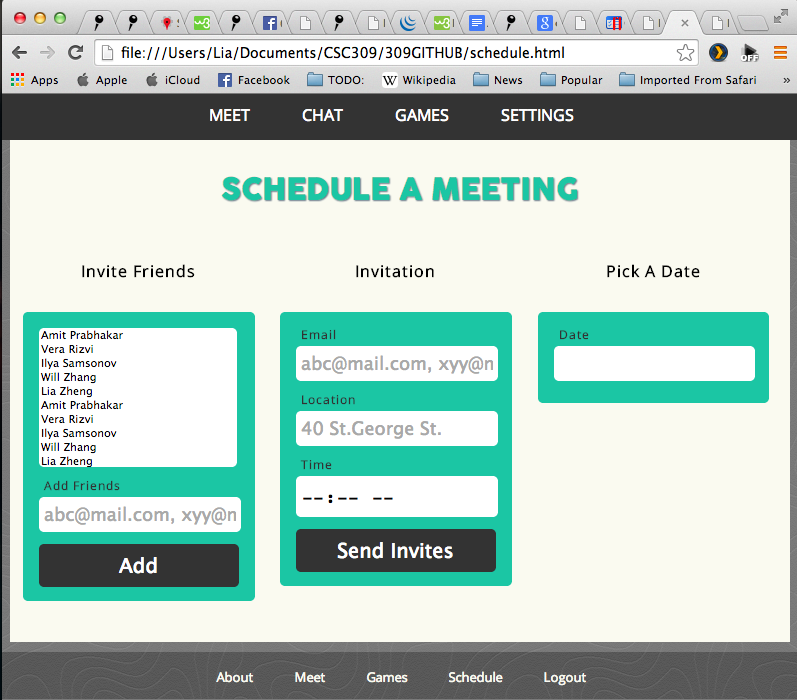 file:///Users/Lia/Documents/CSC309/309GITHUB/schedule.html
OFF
Apps Apple iCloud Facebook TODO: Wikipedia News Popular Imported From Safari »
MEET CHAT GAMES SETTINGS
SCHEDULE A MEETING
Invite Friends
Amit Prabhakar
Vera Rizvi
Ilya Samsonov
Will Zhang
Lia Zheng
Amit Prabhakar
Vera Rizvi
Ilya Samsonov
Will Zhang
Lia Zheng
Add Friends
abc@mail.com, xyy@n
Add
Invitation
Email
abc@mail.com, xyy@n
Location
40 St.George St.
Time
--:-- --
Send Invites
Pick A Date
Date
About Meet Games Schedule Logout